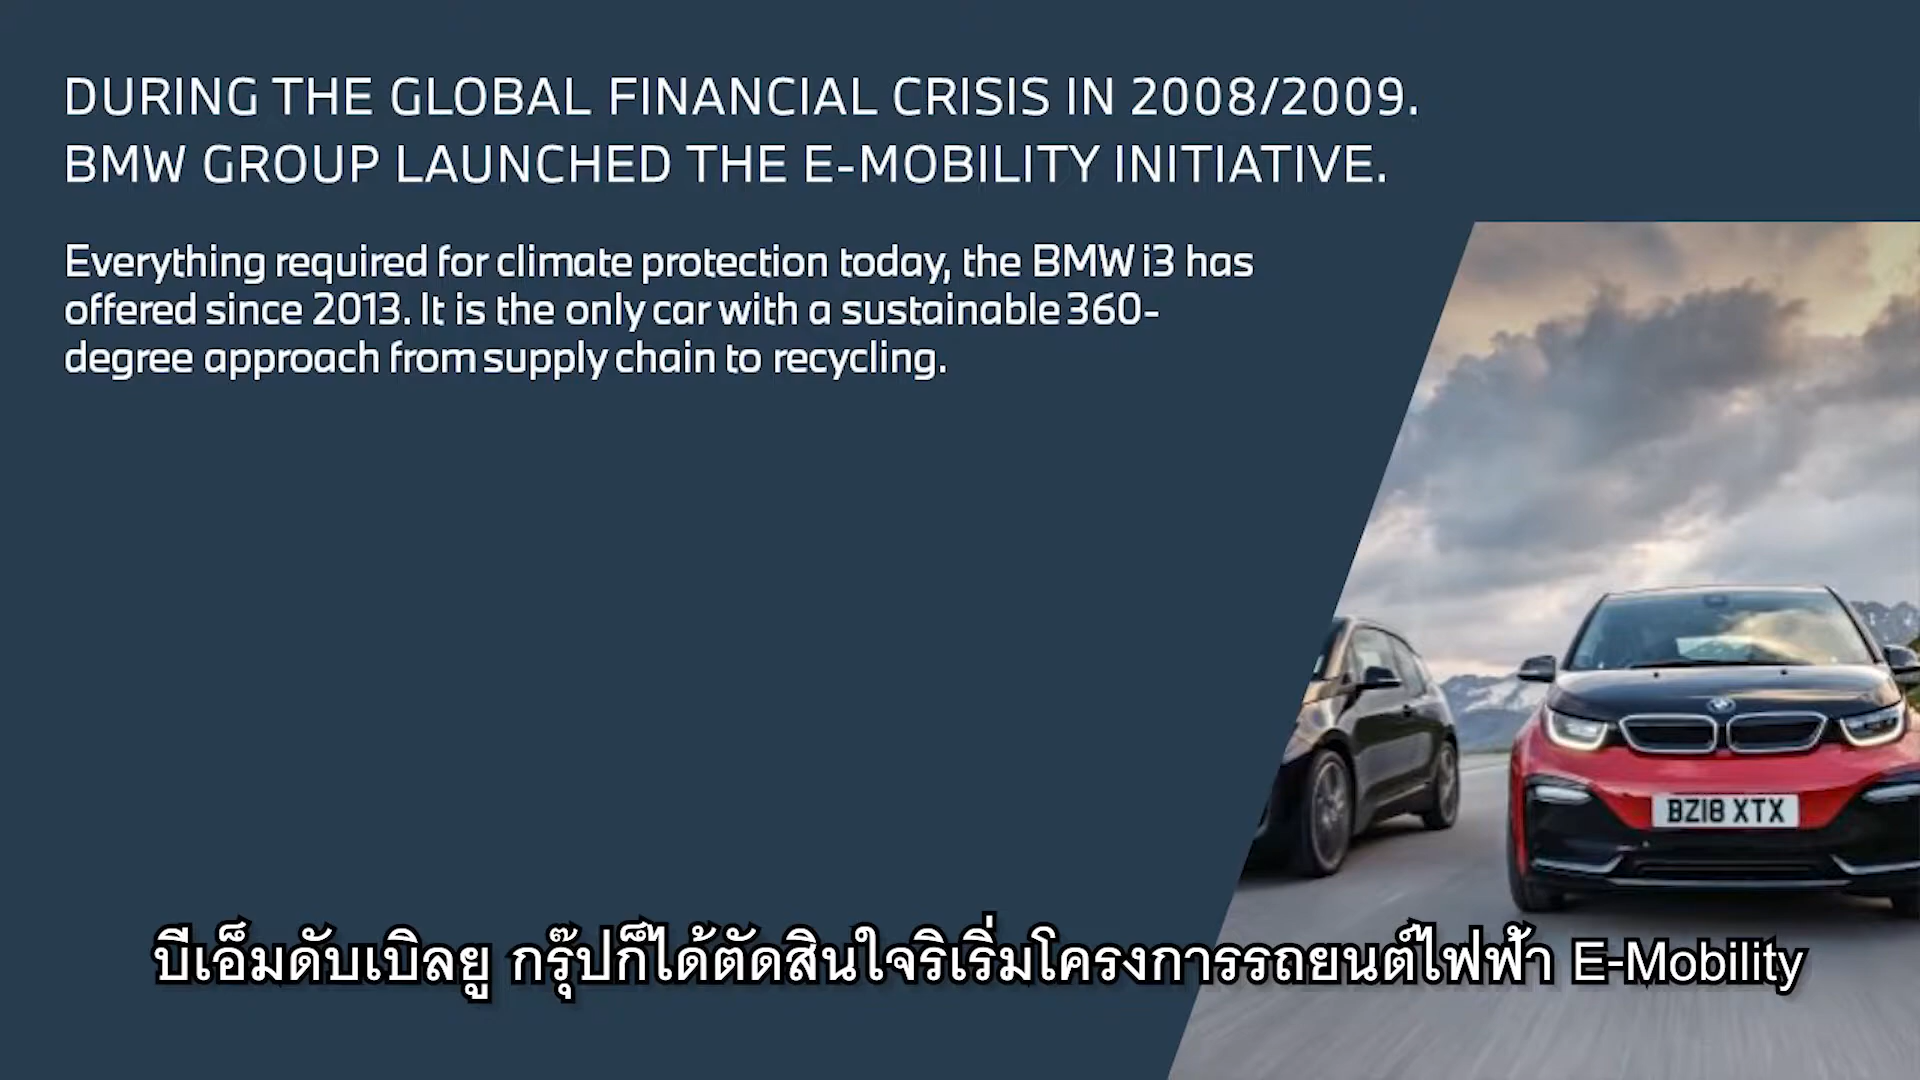 DURING THE GLOBAL FINANCIAL CRISIS IN 2008/2009.
BMW GROUP LAUNCHED THE E-MOBILITY INITIATIVE.
Everything required for climate protection today, the BMW i3 has
offered since 2013. It is the only car with a sustainable 360-
degree approach from supply chain to recycling.
BZ18 XTX
บีเอ็มดับเบิลยู กรุ๊ปก็ได้ตัดสินใจริเริ่มโครงการรถยนต์ไฟฟ้า E-Mobility